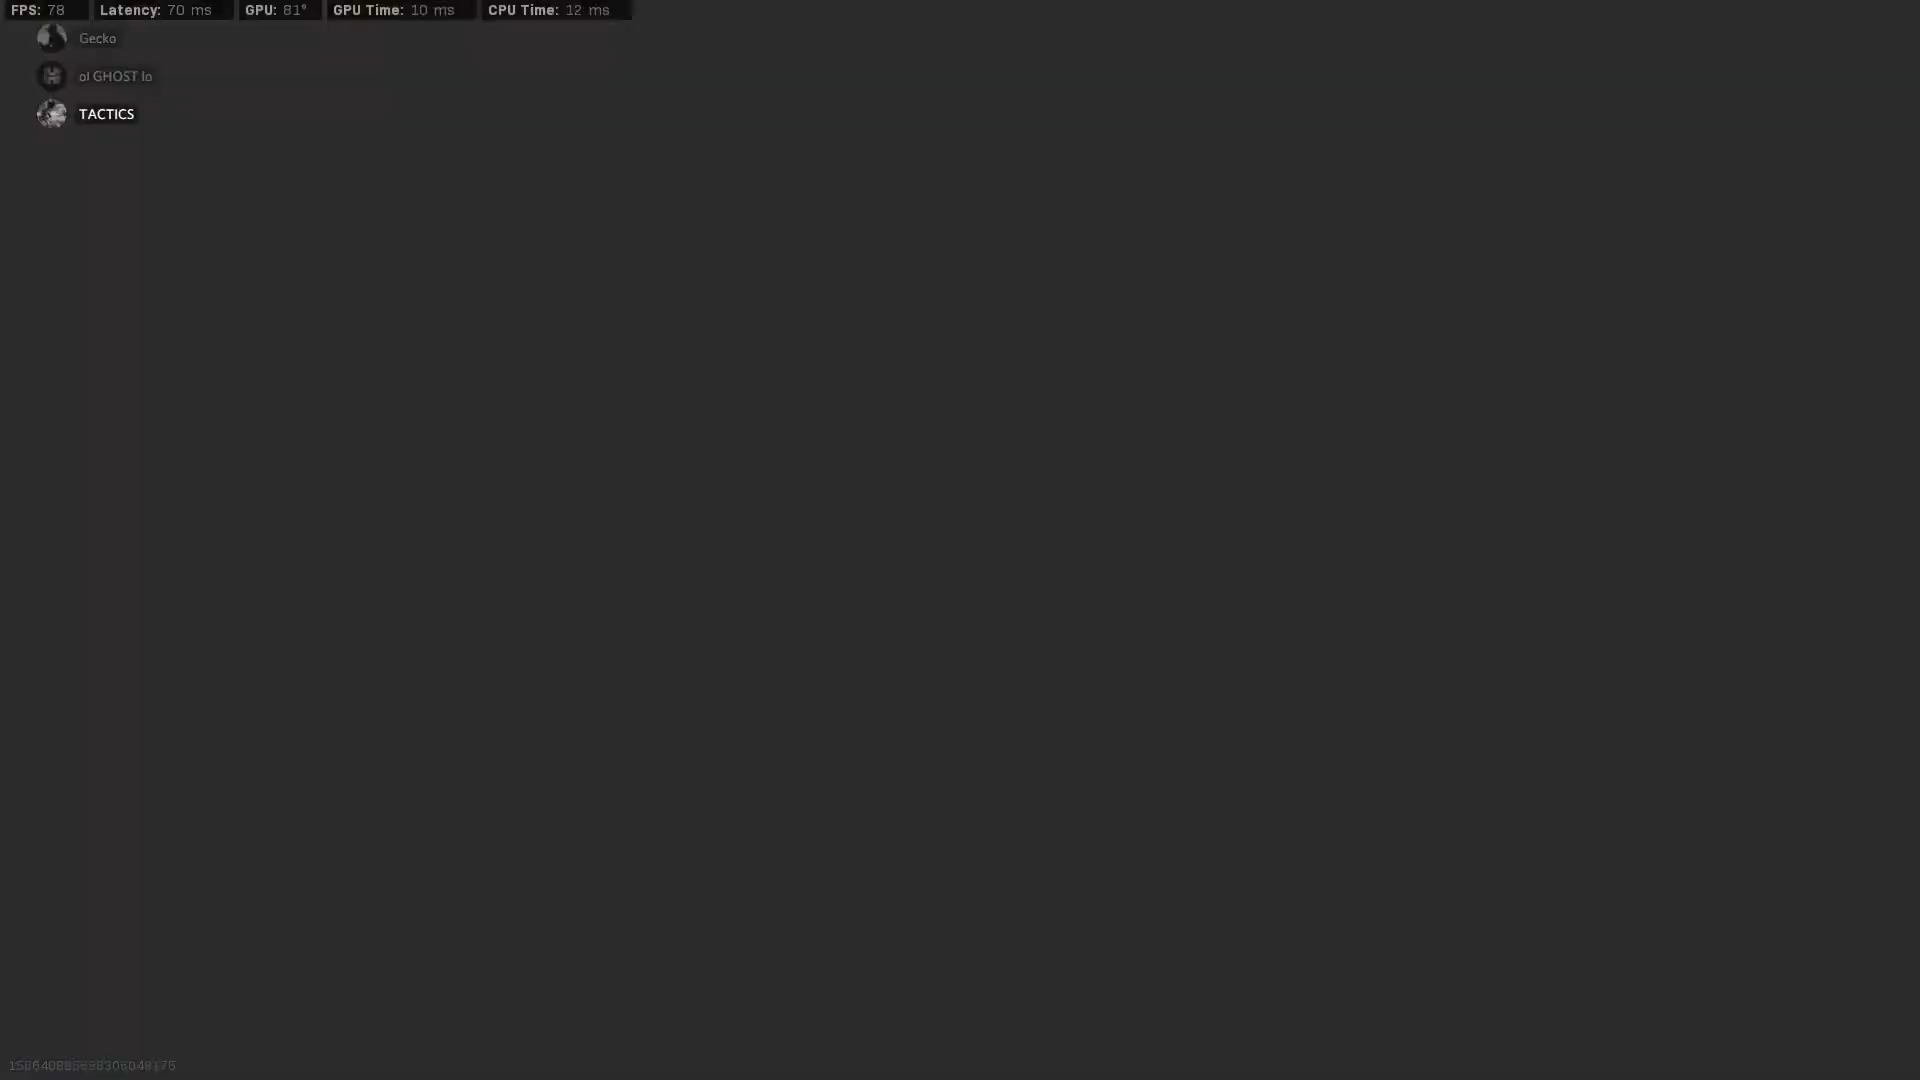 FPS: 78 Latency: 70 ms GPU: 81° GPU Time: 10 ms CPU Time: 12 ms
Gecko
ol GHOST lo
TACTICS